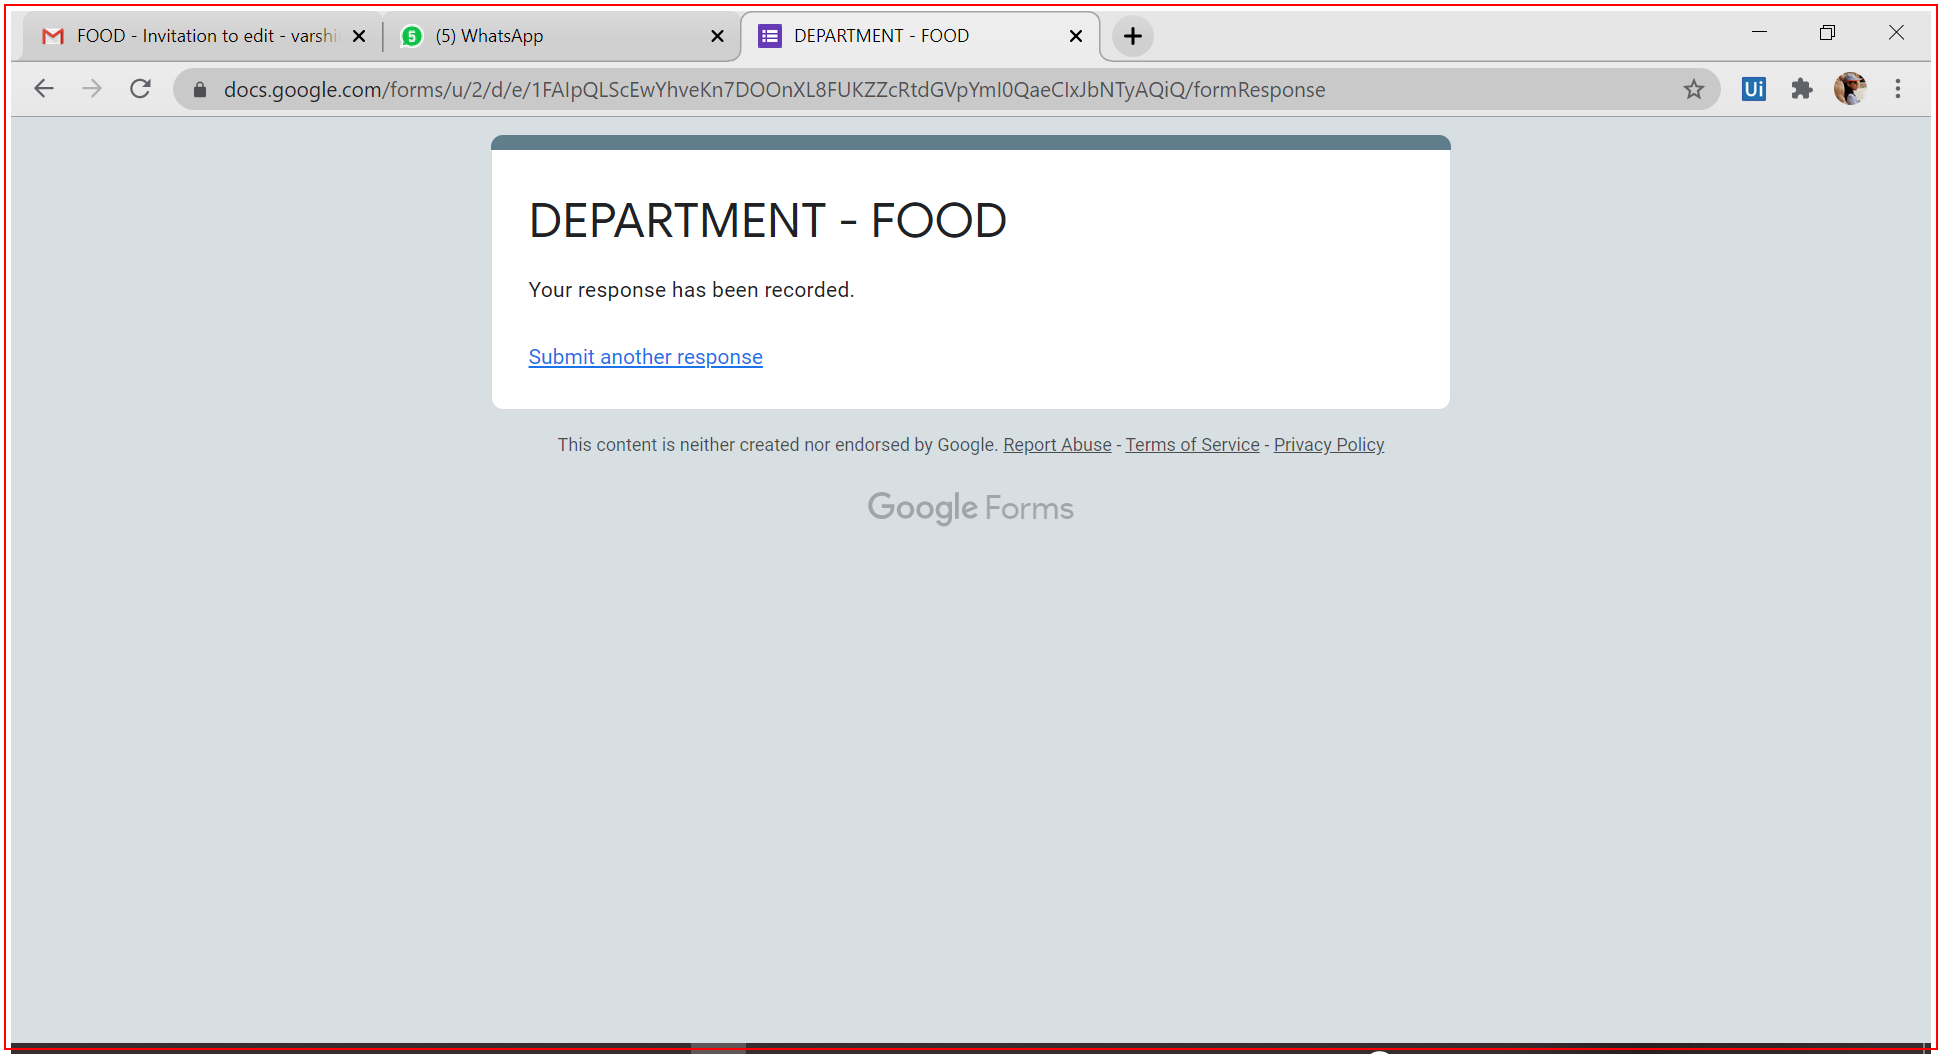 FOOD - Invitation to edit - varshi
(5) WhatsApp
DEPARTMENT - FOOD
docs.google.com/forms/u/2/d/e/1FAIpQLScEwYhveKn7DOOnXL8FUKZZcRtdGVpYmI0QaeCIxJbNTyAQiQ/formResponse
Ui
DEPARTMENT - FOOD
Your response has been recorded.
Submit another response
This content is neither created nor endorsed by Google. Report Abuse - Terms of Service - Privacy Policy
Google Forms